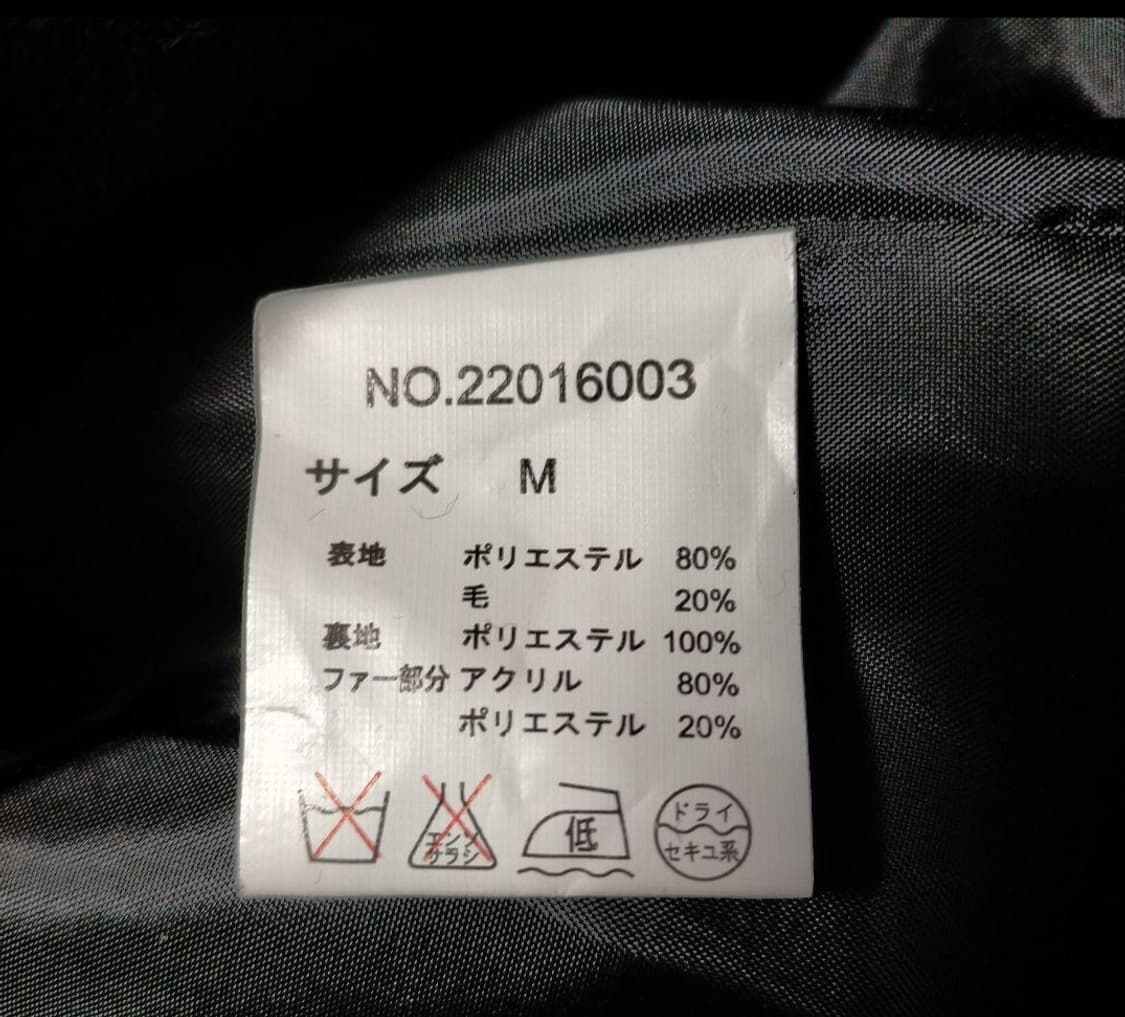 NO.22016003
サイズ M
表地 ポリエステル 80%
毛 20%
裏地 ポリエステル 100%
ファー部分 アクリル 80%
ポリエステル 20%
エンソ
サラシ
低
ドライ
セキユ系